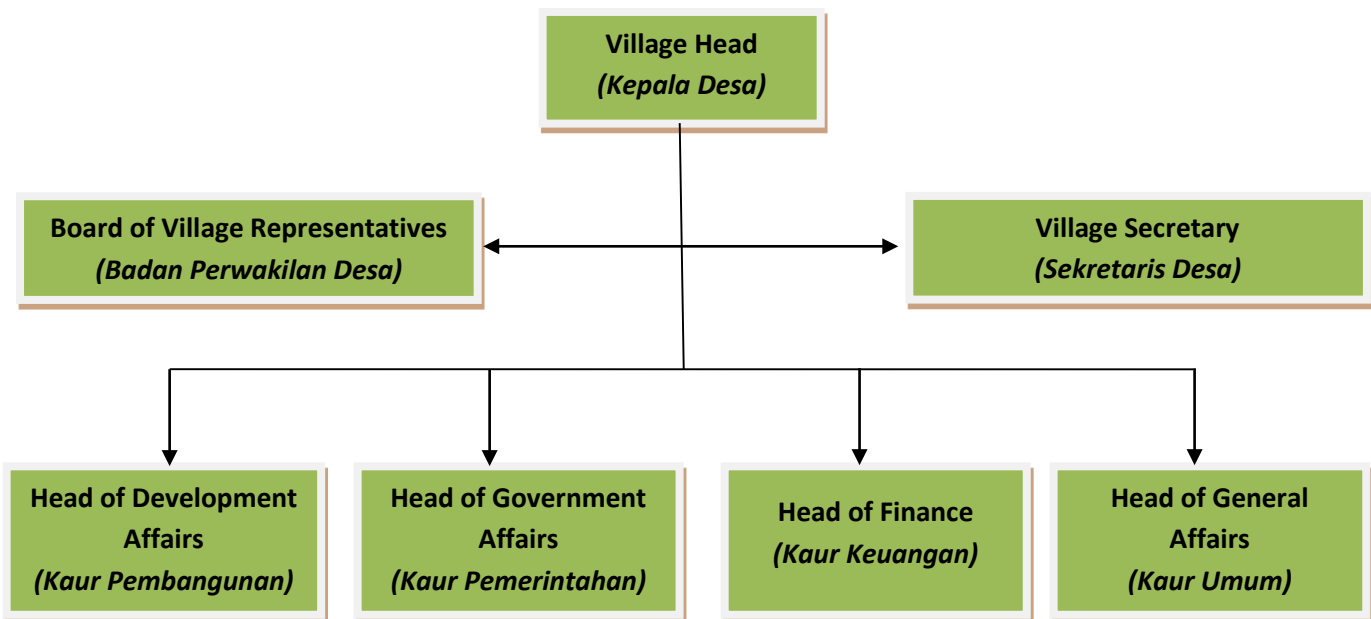 Village Head
(Kepala Desa)
Board of Village Representatives
(Badan Perwakilan Desa)
Village Secretary
(Sekretaris Desa)
Head of Development
Affairs
(Kaur Pembangunan)
Head of Government
Affairs
(Kaur Pemerintahan)
Head of Finance
(Kaur Keuangan)
Head of General
Affairs
(Kaur Umum)